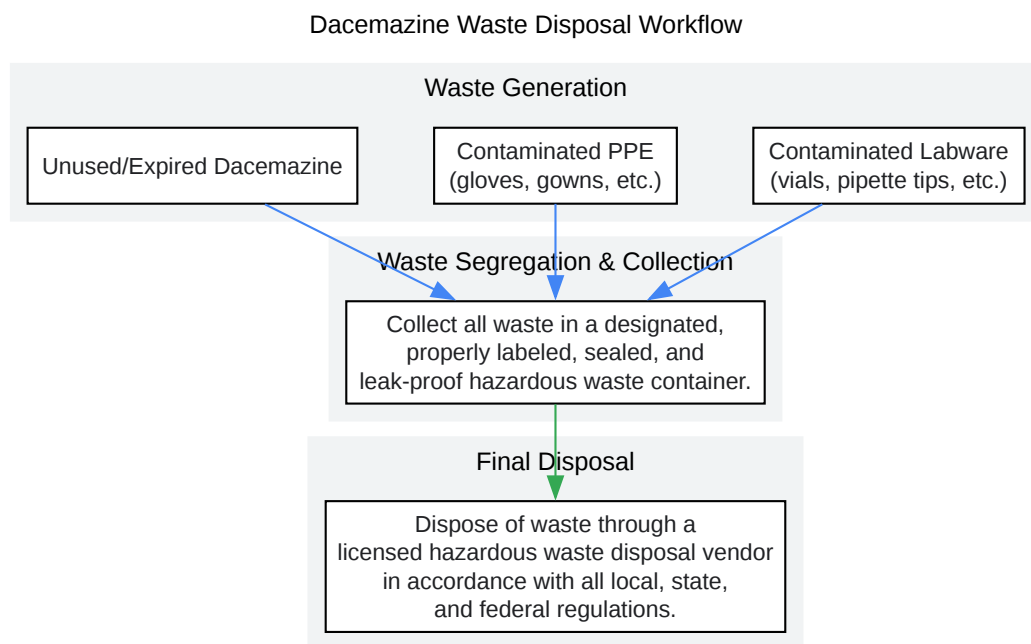 Dacemazine Waste Disposal Workflow
Waste Generation
Unused/Expired Dacemazine
Contaminated PPE
(gloves, gowns, etc.)
Contaminated Labware
(vials, pipette tips, etc.)
Waste Segregation & Collection
Collect all waste in a designated,
properly labeled, sealed, and
leak-proof hazardous waste container.
Final Disposal
Dispose of waste through a
licensed hazardous waste disposal vendor
in accordance with all local, state,
and federal regulations.